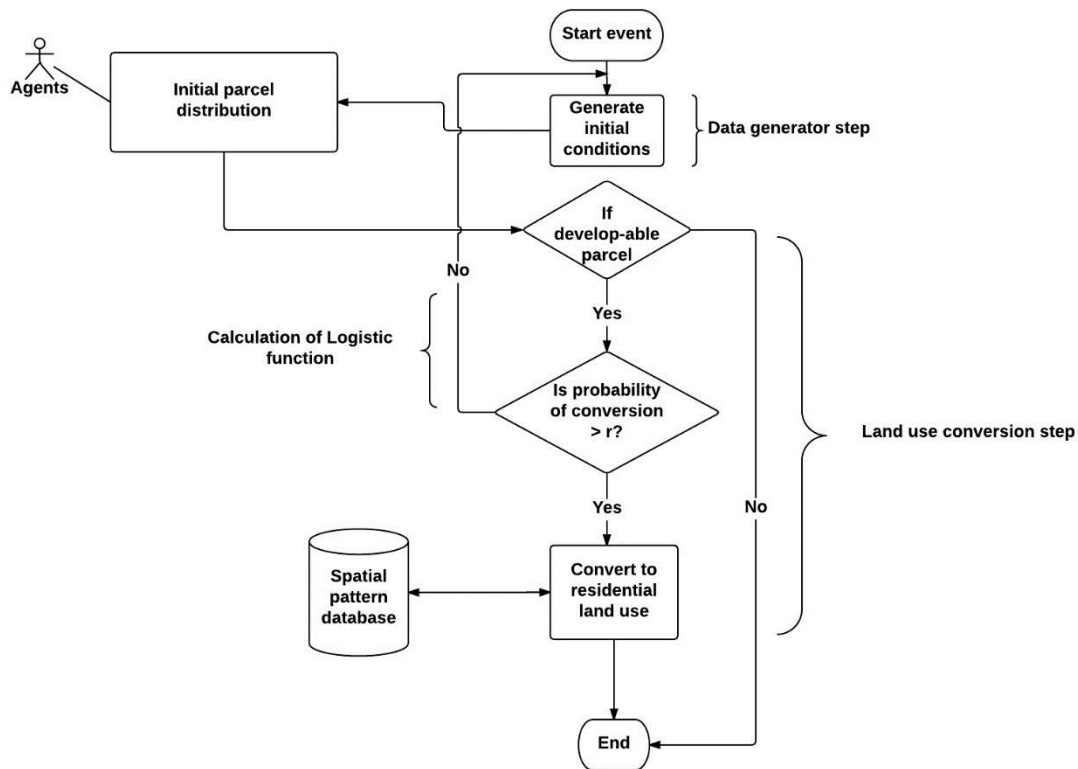 Start event
Agents
Initial parcel
distribution
Generate
initial
conditions
Data generator step
If
develop-able
parcel
No
Yes
Calculation of Logistic
function
Is probability
of conversion
> r?
Land use conversion step
Yes
No
Spatial
pattern
database
Convert to
residential
land use
End